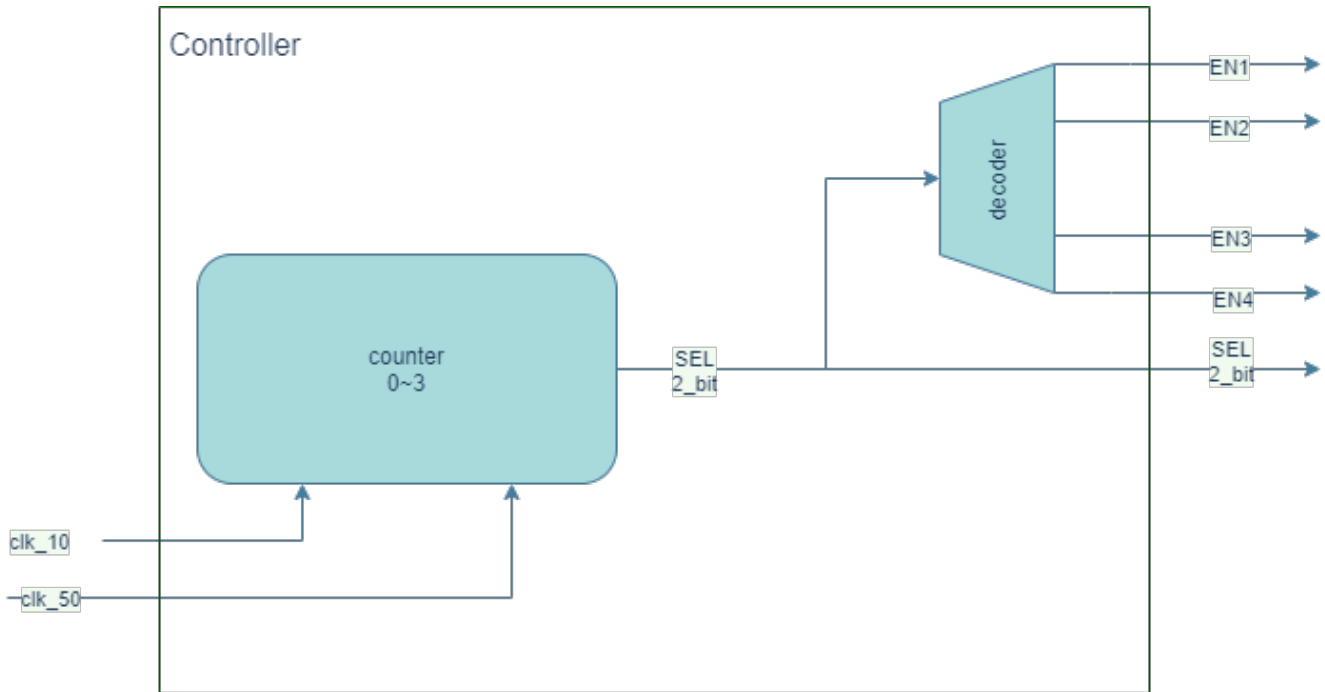 Controller
EN1
EN2
decoder
EN3
EN4
counter
0~3
SEL
2_bit
SEL
2_bit
clk_10
clk_50